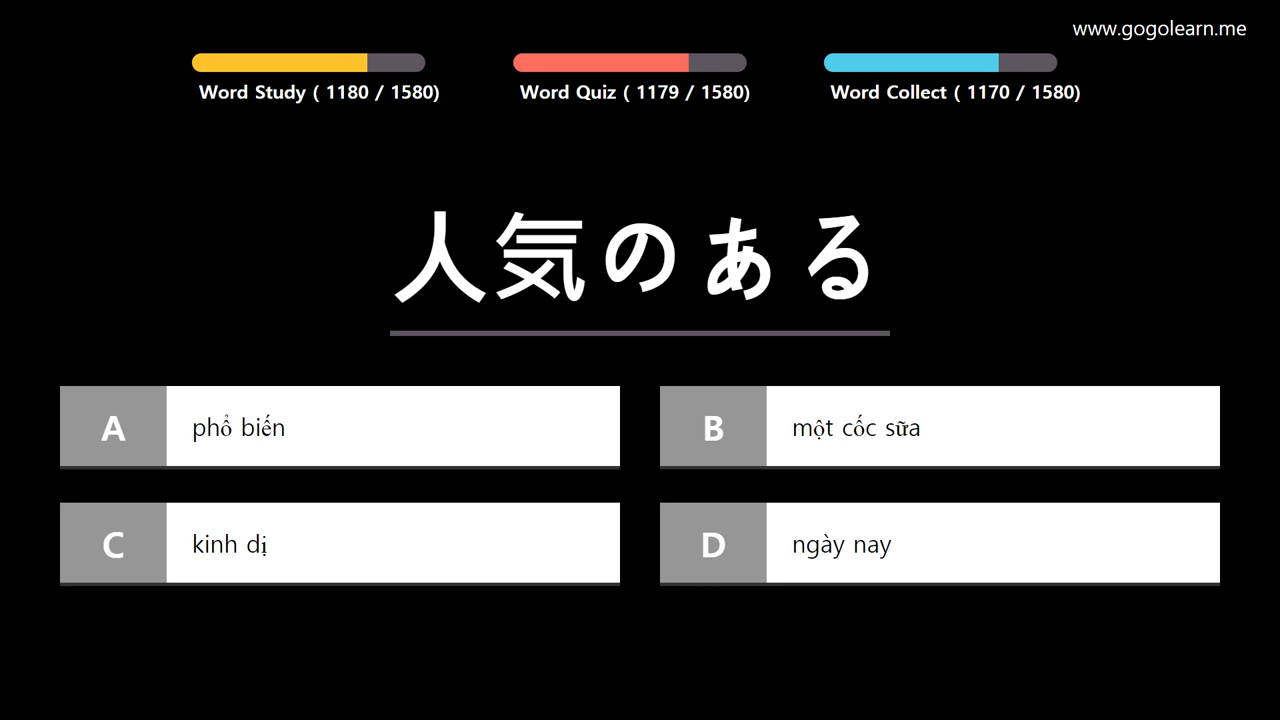 www.gogolearn.me
Word Study ( 1180 / 1580)
Word Quiz ( 1179 / 1580)
Word Collect ( 1170 / 1580)
人気のある
A phổ biến
B một cốc sữa
C kinh dị
D ngày nay